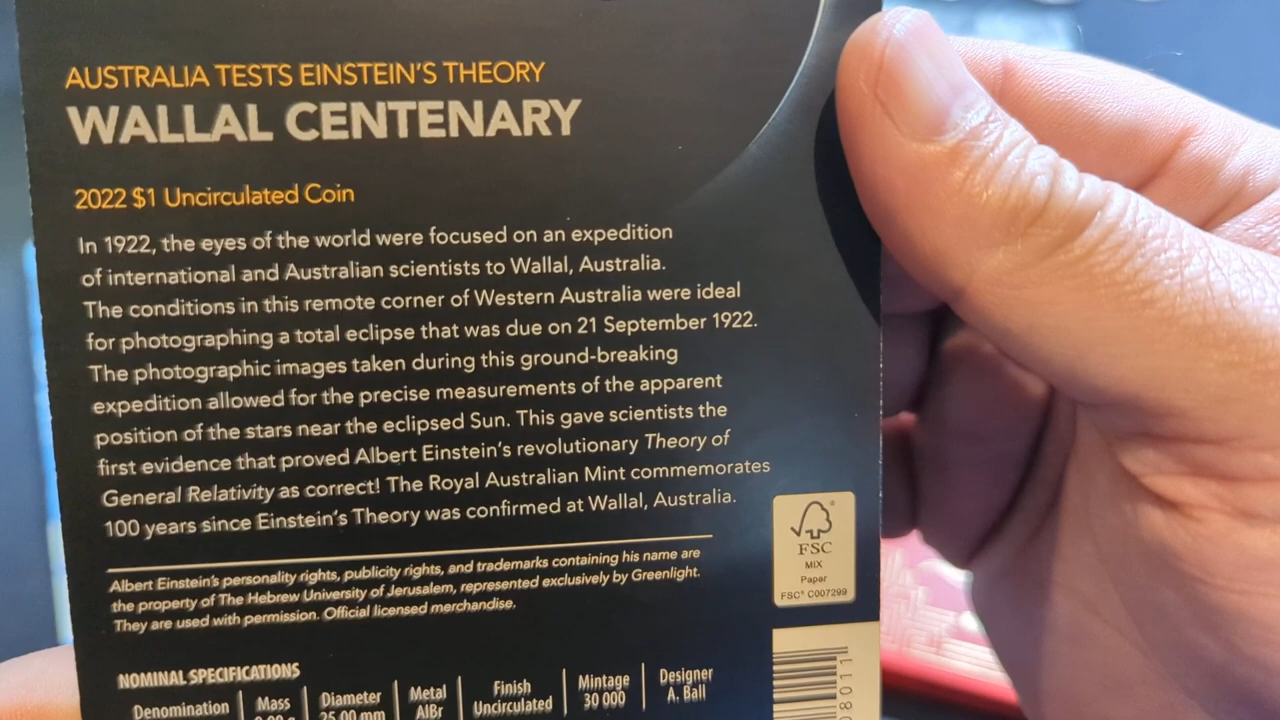 AUSTRALIA TESTS EINSTEIN'S THEORY
WALLAL CENTENARY
2022 $1 Uncirculated Coin
In 1922, the eyes of the world were focused on an expedition
of international and Australian scientists to Wallal, Australia.
The conditions in this remote corner of Western Australia were ideal
for photographing a total eclipse that was due on 21 September 1922.
The photographic images taken during this ground-breaking
expedition allowed for the precise measurements of the apparent
position of the stars near the eclipsed Sun. This gave scientists the
first evidence that proved Albert Einstein's revolutionary Theory of
General Relativity as correct! The Royal Australian Mint commemorates
100 years since Einstein's Theory was confirmed at Wallal, Australia.
Albert Einstein's personality rights, publicity rights, and trademarks containing his name are
the property of The Hebrew University of Jerusalem, represented exclusively by Greenlight.
They are used with permission. Official licensed merchandise.
FSC
MIX
Paper
FSC® C007299
NOMINAL SPECIFICATIONS
Denomination Mass Diameter Metal Finish Mintage Designer
25.00 mm AlBr Uncirculated 30 000 A. Ball
08011